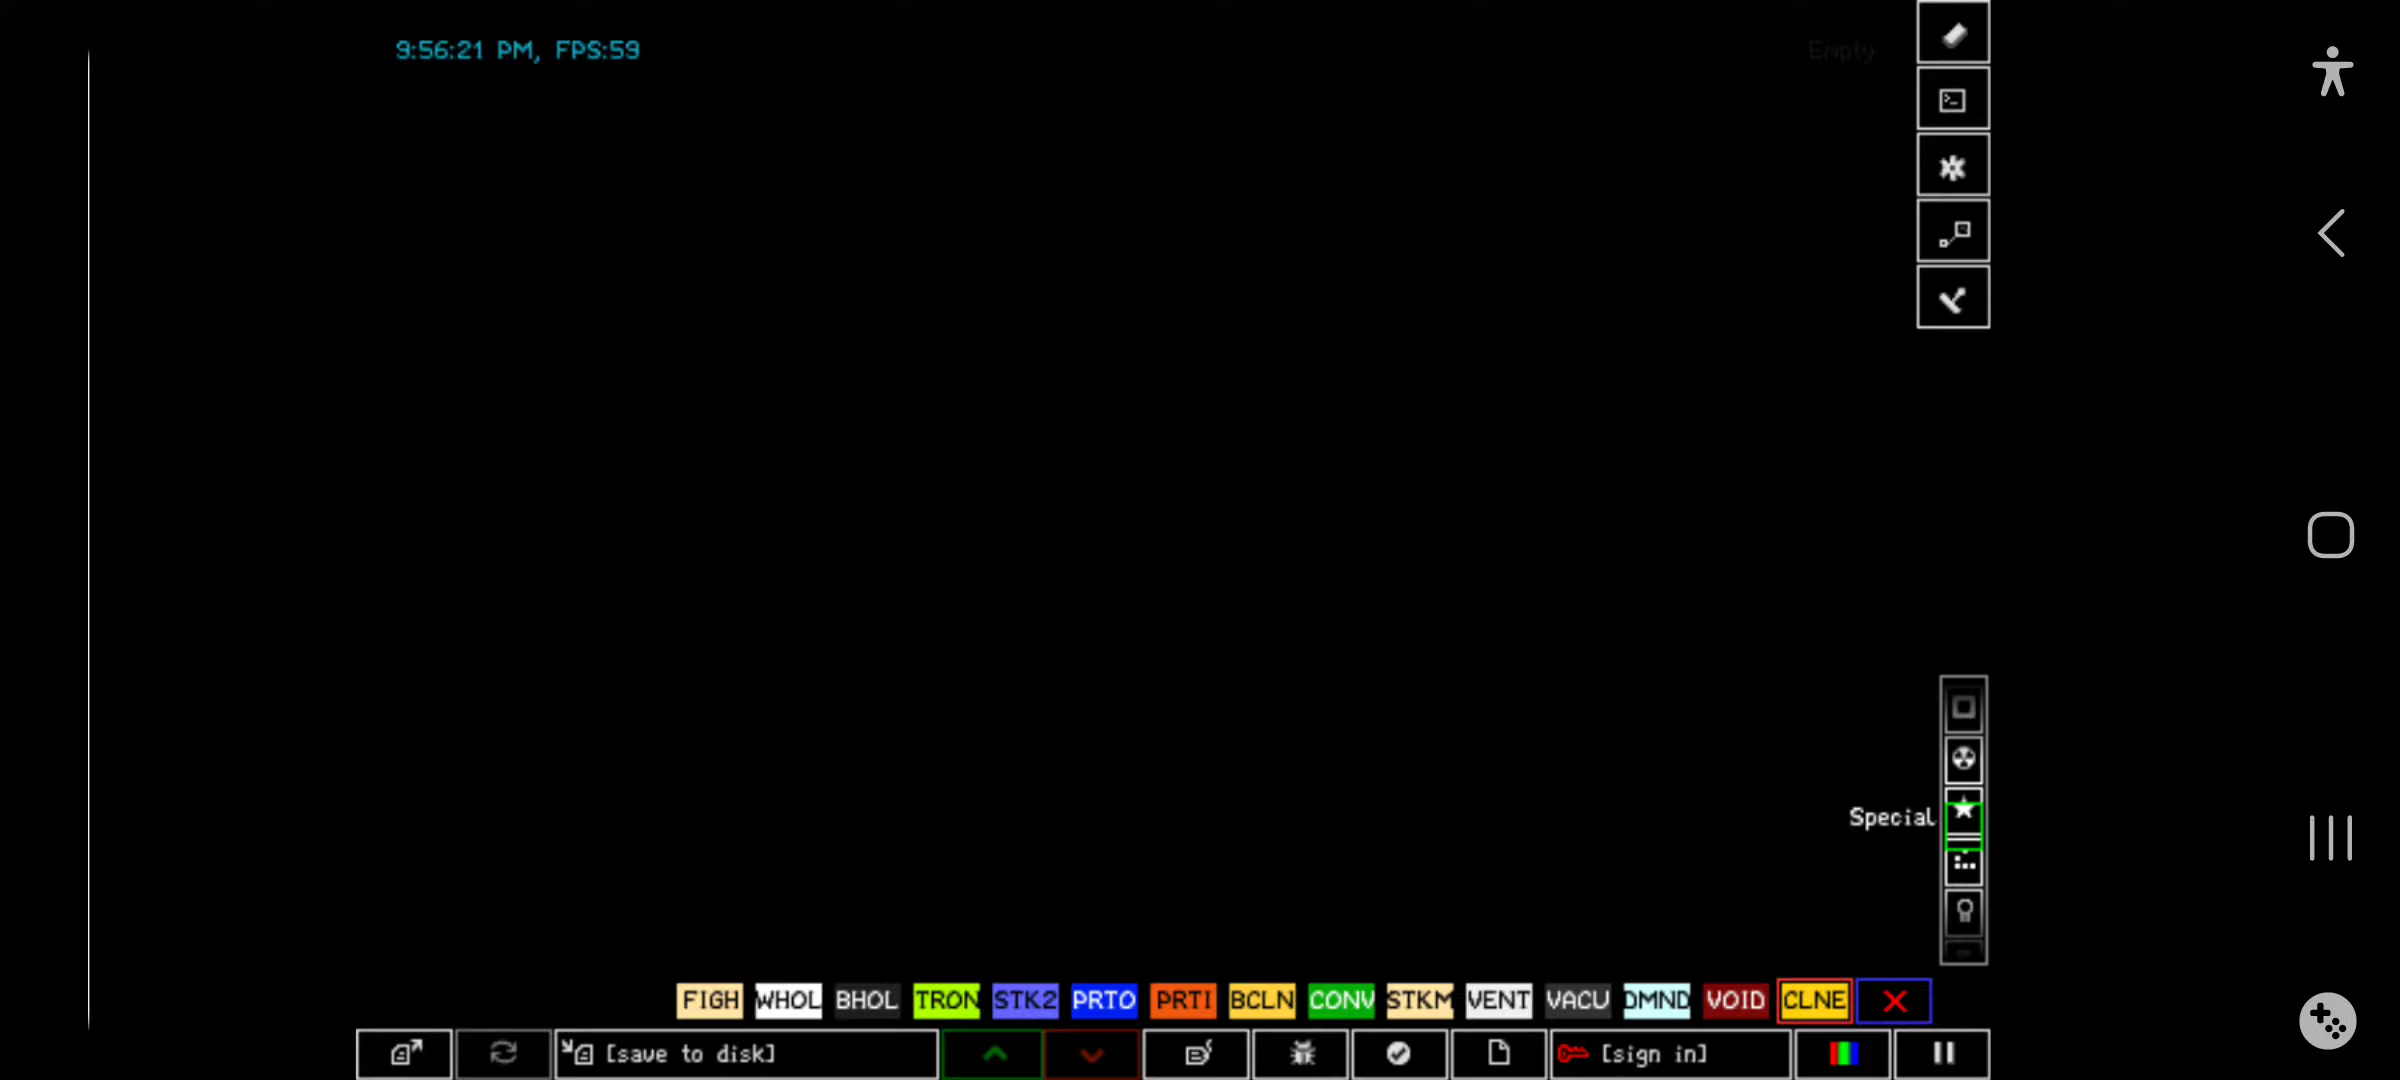 9:56:21 PM, FPS:59
Empty
Special
FIGH WHOL BHOL TRON STK2 PRTO PRTI BCLN CONV STKM VENT VACU DMND VOID CLNE
[save to disk] [sign in]